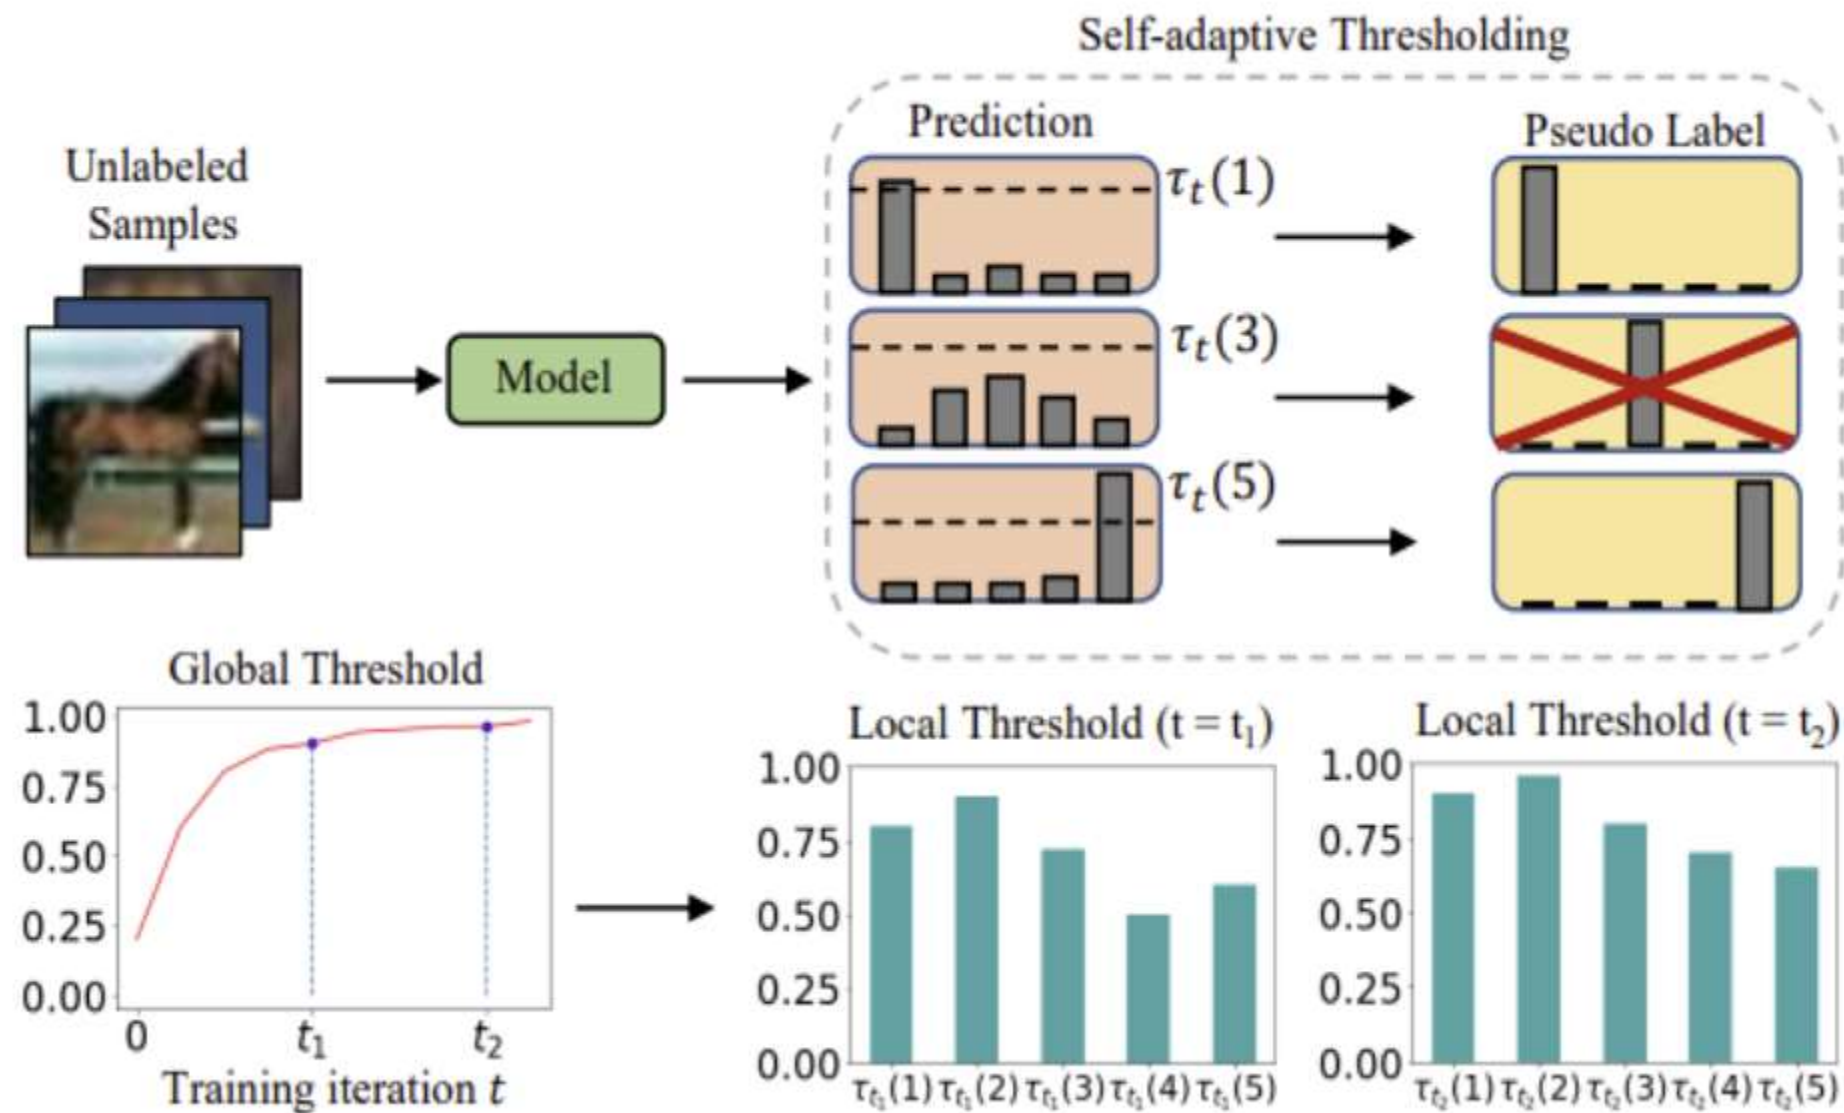 Self-adaptive Thresholding
Prediction
Pseudo Label
Unlabeled
Samples
Model
τₜ(1)
τₜ(3)
τₜ(5)
Global Threshold
1.00
0.75
0.50
0.25
0.00
0 t₁ t₂
Training iteration t
Local Threshold (t = t₁)
1.00
0.75
0.50
0.25
0.00
τₜ₁(1) τₜ₁(2) τₜ₁(3) τₜ₁(4) τₜ₁(5)
Local Threshold (t = t₂)
1.00
0.75
0.50
0.25
0.00
τₜ₂(1) τₜ₂(2) τₜ₂(3) τₜ₂(4) τₜ₂(5)